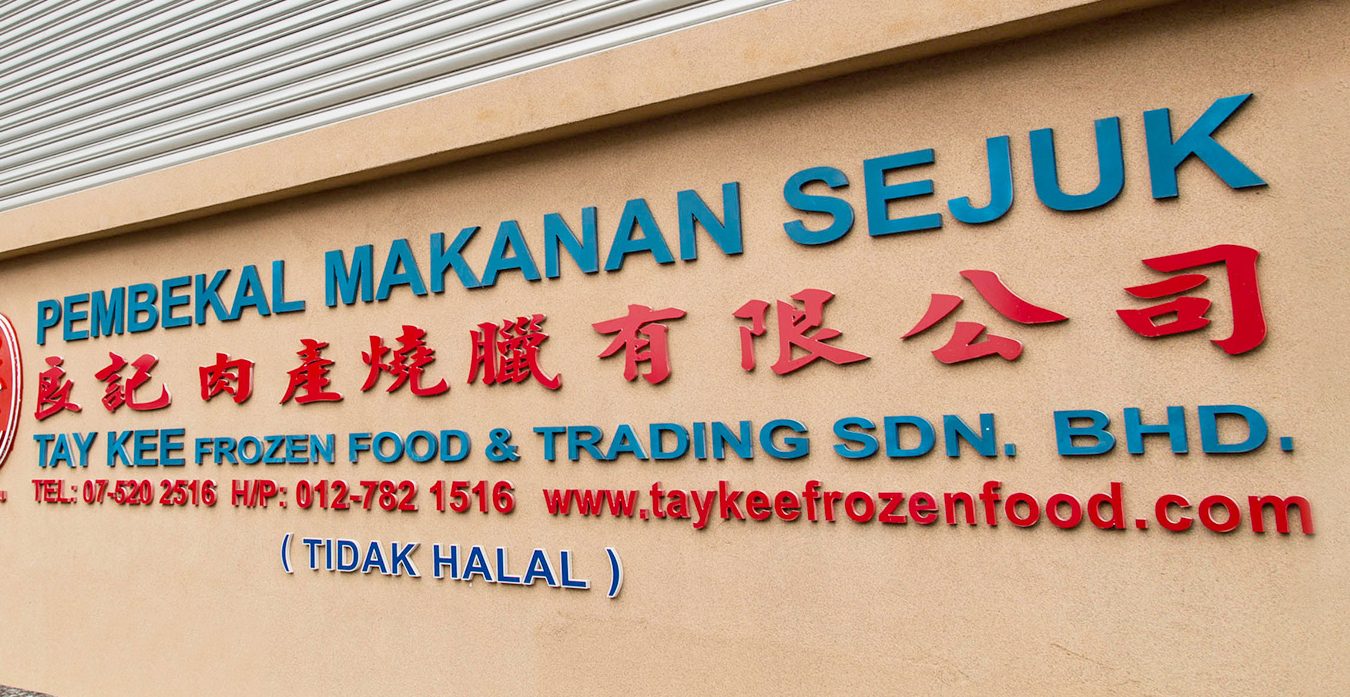 PEMBEKAL MAKANAN SEJUK
良記肉產燒臘有限公司
TAY KEE FROZEN FOOD & TRADING SDN. BHD.
TEL: 07-520 2516 H/P: 012-782 1516 www.taykeefrozenfood.com
( TIDAK HALAL )